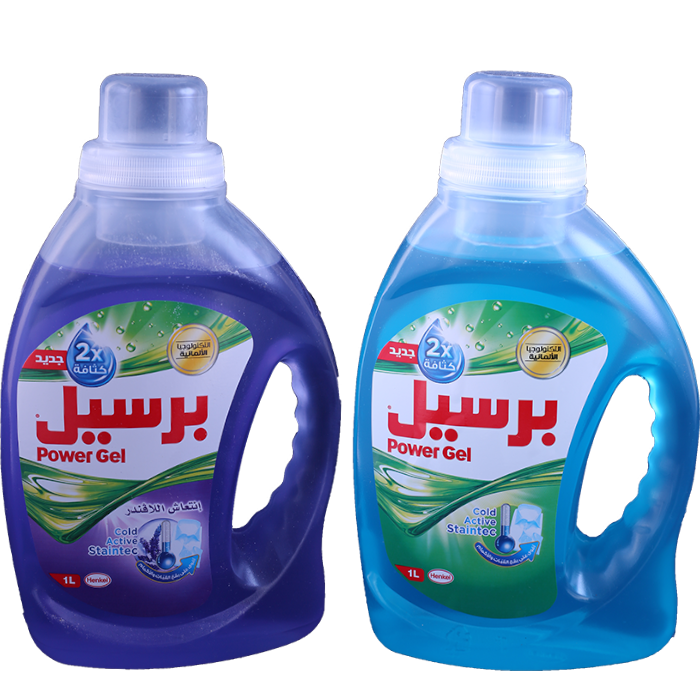 جديد
2x
كثافة
التكنولوجيا
الألمانية
برسيل
Power Gel
إنتعاش اللافندر
Cold
Active
Staintec
1L
Henkel
جديد
2x
كثافة
التكنولوجيا
الألمانية
برسيل
Power Gel
Cold
Active
Staintec
1L
Henkel